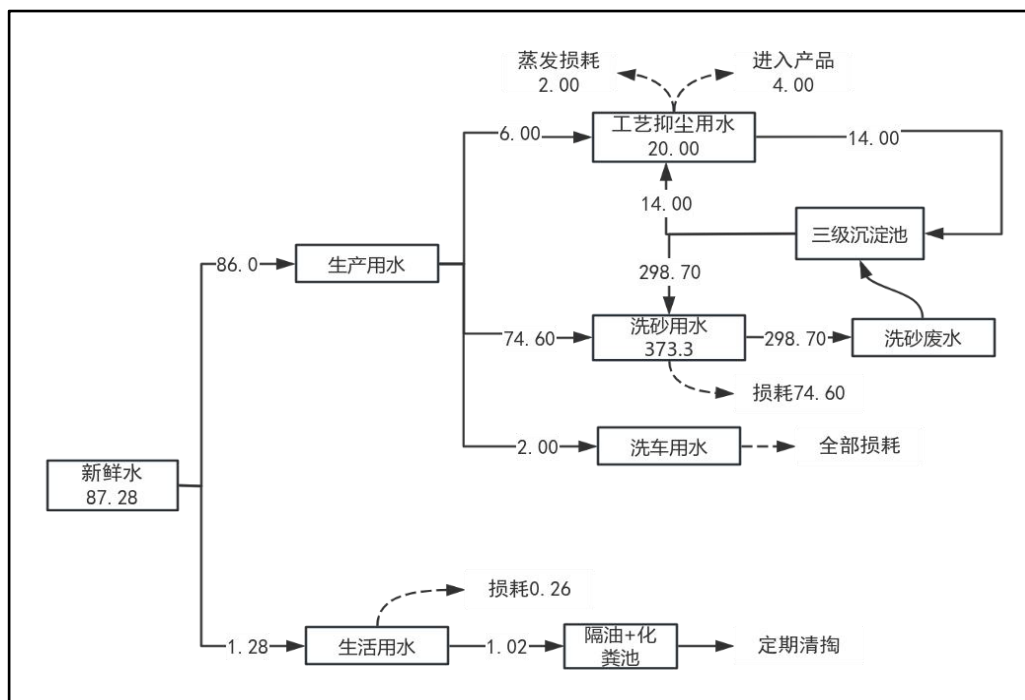 蒸发损耗
2.00
进入产品
4.00
6.00
工艺抑尘用水
20.00
14.00
14.00
三级沉淀池
86.0
生产用水
298.70
74.60
洗砂用水
373.3
298.70
洗砂废水
损耗74.60
2.00
洗车用水
全部损耗
新鲜水
87.28
损耗0.26
1.28
生活用水
1.02
隔油+化
粪池
定期清掏